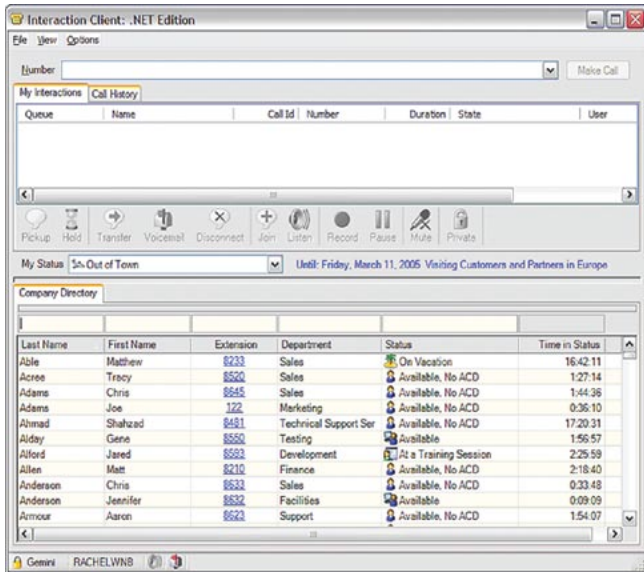 Interaction Client: .NET Edition
File View Options
Number Make Call
My Interactions Call History
Queue Name Call Id Number Duration State User
Pickup Hold Transfer Voicemail Disconnect Join Listen Record Pause Mute Private
My Status Out of Town Until: Friday, March 11, 2005 Visiting Customers and Partners in Europe
Company Directory
Last Name First Name Extension Department Status Time in Status
Able Matthew 8233 Sales On Vacation 16:42:11
Acree Tracy 8520 Sales Available, No ACD 1:27:14
Adams Chris 8645 Sales Available, No ACD 1:44:36
Adams Joe 122 Marketing Available, No ACD 0:36:10
Ahmad Shahzad 8481 Technical Support Ser Available, No ACD 17:20:31
Alday Gene 8550 Testing Available 1:56:57
Alford Jared 8583 Development At a Training Session 2:25:59
Allen Matt 8210 Finance Available, No ACD 2:18:40
Anderson Chris 8633 Sales Available, No ACD 0:33:48
Anderson Jennifer 8632 Facilities Available 0:09:09
Armour Aaron 8623 Support Available, No ACD 1:54:07
Gemini RACHELWNB